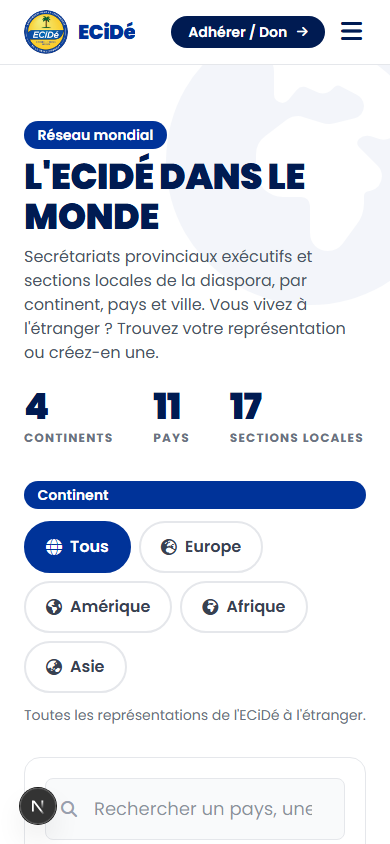 ECiDé
ECiDé
Adhérer / Don
Réseau mondial
L'ECIDÉ DANS LE
MONDE
Secrétariats provinciaux exécutifs et
sections locales de la diaspora, par
continent, pays et ville. Vous vivez à
l'étranger ? Trouvez votre représentation
ou créez-en une.
4 11 17
CONTINENTS PAYS SECTIONS LOCALES
Continent
Tous Europe
Amérique Afrique
Asie
Toutes les représentations de l'ECiDé à l'étranger.
N
Rechercher un pays, une